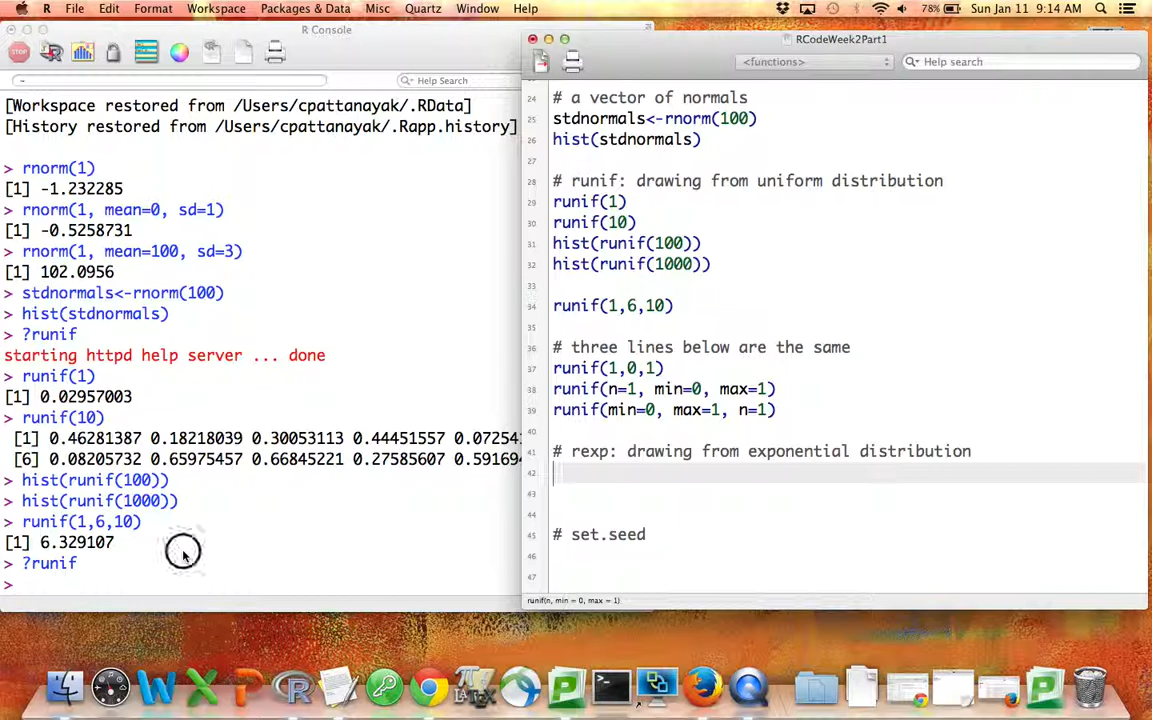 R File Edit Format Workspace Packages & Data Misc Quartz Window Help 78% Sun Jan 11 9:14 AM
R Console
STOP
~ Help Search
[Workspace restored from /Users/cpattanayak/.RData]
[History restored from /Users/cpattanayak/.Rapp.history]
> rnorm(1)
[1] -1.232285
> rnorm(1, mean=0, sd=1)
[1] -0.5258731
> rnorm(1, mean=100, sd=3)
[1] 102.0956
> stdnormals<-rnorm(100)
> hist(stdnormals)
> ?runif
starting httpd help server ... done
> runif(1)
[1] 0.02957003
> runif(10)
[1] 0.46281387 0.18218039 0.30053113 0.44451557 0.0725
[6] 0.08205732 0.65975457 0.66845221 0.27585607 0.59169
> hist(runif(100))
> hist(runif(1000))
> runif(1,6,10)
[1] 6.329107
> ?runif
>
RCodeWeek2Part1
<functions> Help search
24 # a vector of normals
25 stdnormals<-rnorm(100)
26 hist(stdnormals)
27
28 # runif: drawing from uniform distribution
29 runif(1)
30 runif(10)
31 hist(runif(100))
32 hist(runif(1000))
34 runif(1,6,10)
35
36 # three lines below are the same
37 runif(1,0,1)
38 runif(n=1, min=0, max=1)
39 runif(min=0, max=1, n=1)
40
41 # rexp: drawing from exponential distribution
42
43
44
45 # set.seed
46
47
runif(n, min = 0, max = 1)